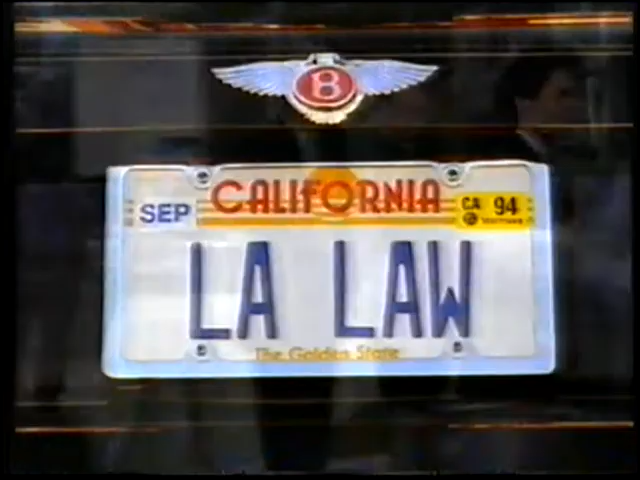 B
CALIFORNIA
SEP
CA 94
LA LAW
The Golden State